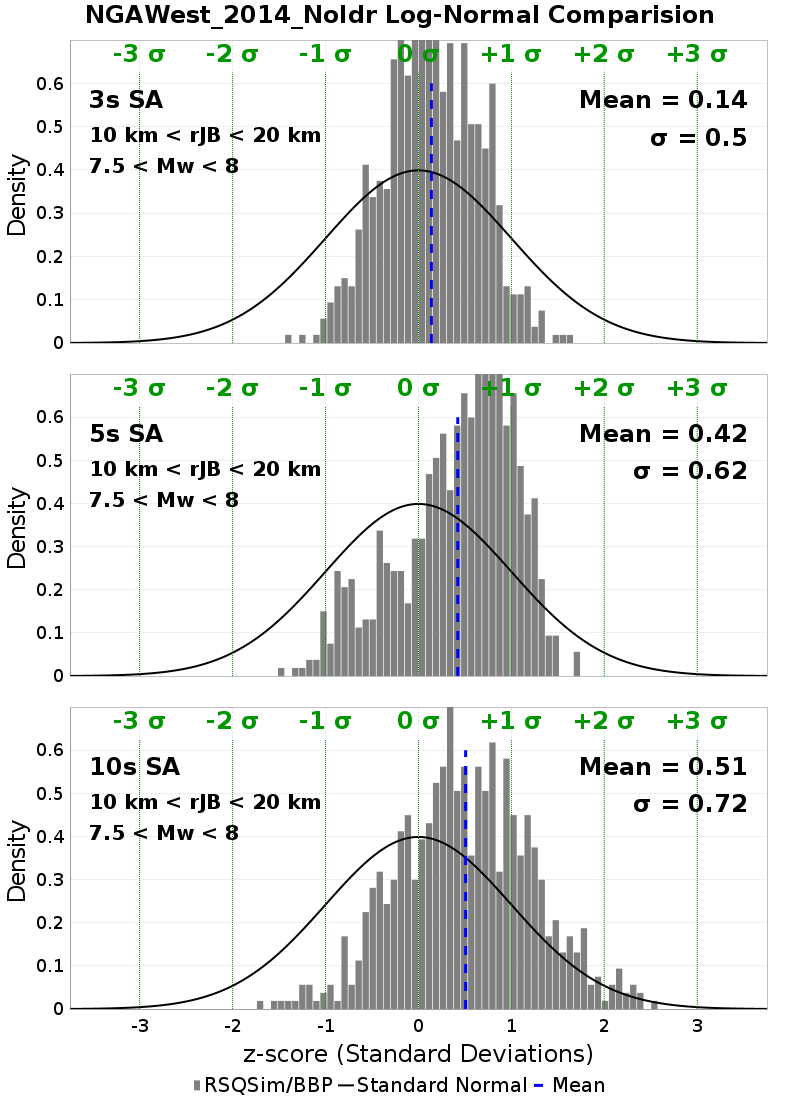 NGAWest_2014_NoIdr Log-Normal Comparision
-3 σ -2 σ -1 σ 0 σ +1 σ +2 σ +3 σ
0.6
3s SA Mean = 0.14
0.5
10 km < rJB < 20 km σ = 0.5
7.5 < Mw < 8
0.4
0.3
0.2
0.1
0
Density
-3 σ -2 σ -1 σ 0 σ +1 σ +2 σ +3 σ
0.6
5s SA Mean = 0.42
0.5
10 km < rJB < 20 km σ = 0.62
7.5 < Mw < 8
0.4
0.3
0.2
0.1
0
Density
-3 σ -2 σ -1 σ 0 σ +1 σ +2 σ +3 σ
0.6
10s SA Mean = 0.51
0.5
10 km < rJB < 20 km σ = 0.72
7.5 < Mw < 8
0.4
0.3
0.2
0.1
0
Density
-3 -2 -1 0 1 2 3
z-score (Standard Deviations)
RSQSim/BBP Standard Normal Mean